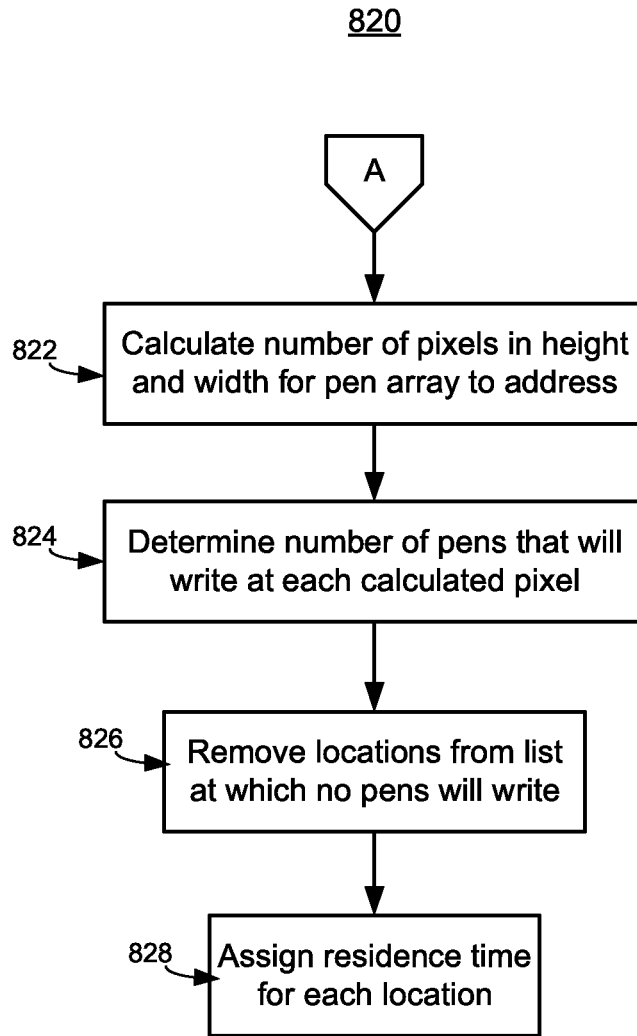 820
A
822
Calculate number of pixels in height
and width for pen array to address
824
Determine number of pens that will
write at each calculated pixel
826
Remove locations from list
at which no pens will write
828
Assign residence time
for each location